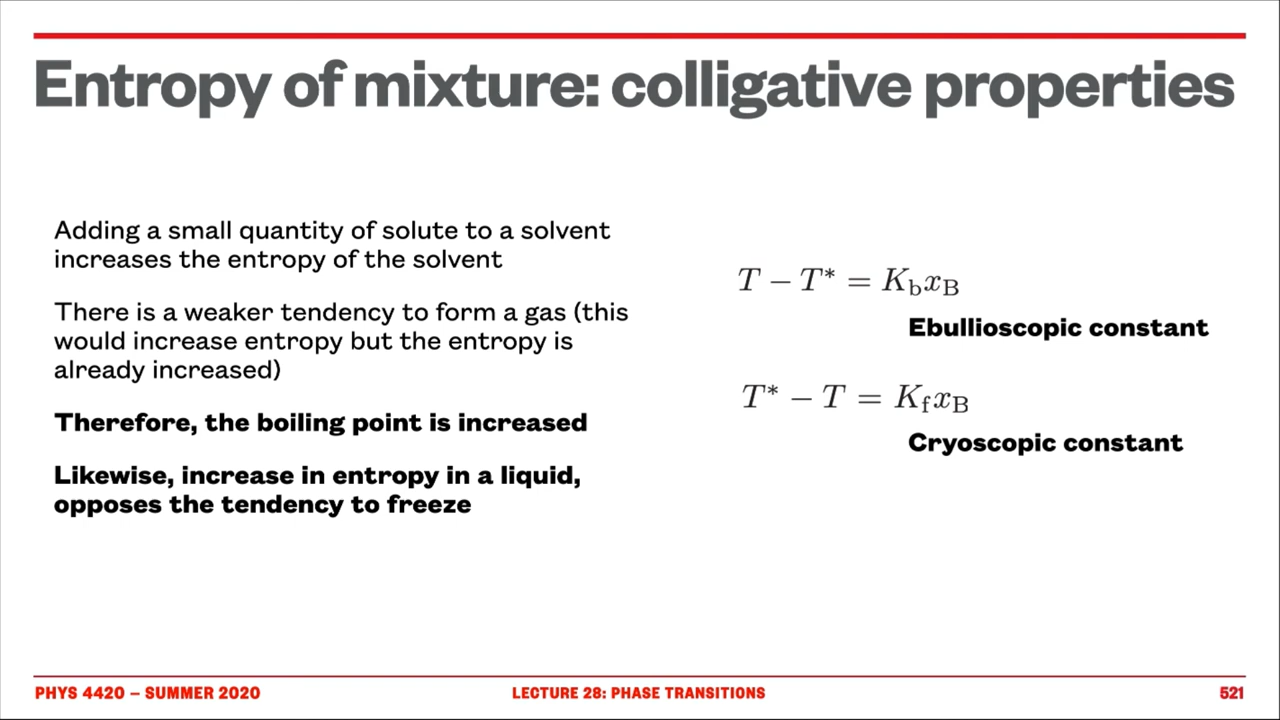 Entropy of mixture: colligative properties
Adding a small quantity of solute to a solvent
increases the entropy of the solvent
There is a weaker tendency to form a gas (this
would increase entropy but the entropy is
already increased)
Therefore, the boiling point is increased
Likewise, increase in entropy in a liquid,
opposes the tendency to freeze
T − T* = K_b x_B
Ebullioscopic constant
T* − T = K_f x_B
Cryoscopic constant
PHYS 4420 – SUMMER 2020
LECTURE 28: PHASE TRANSITIONS
521